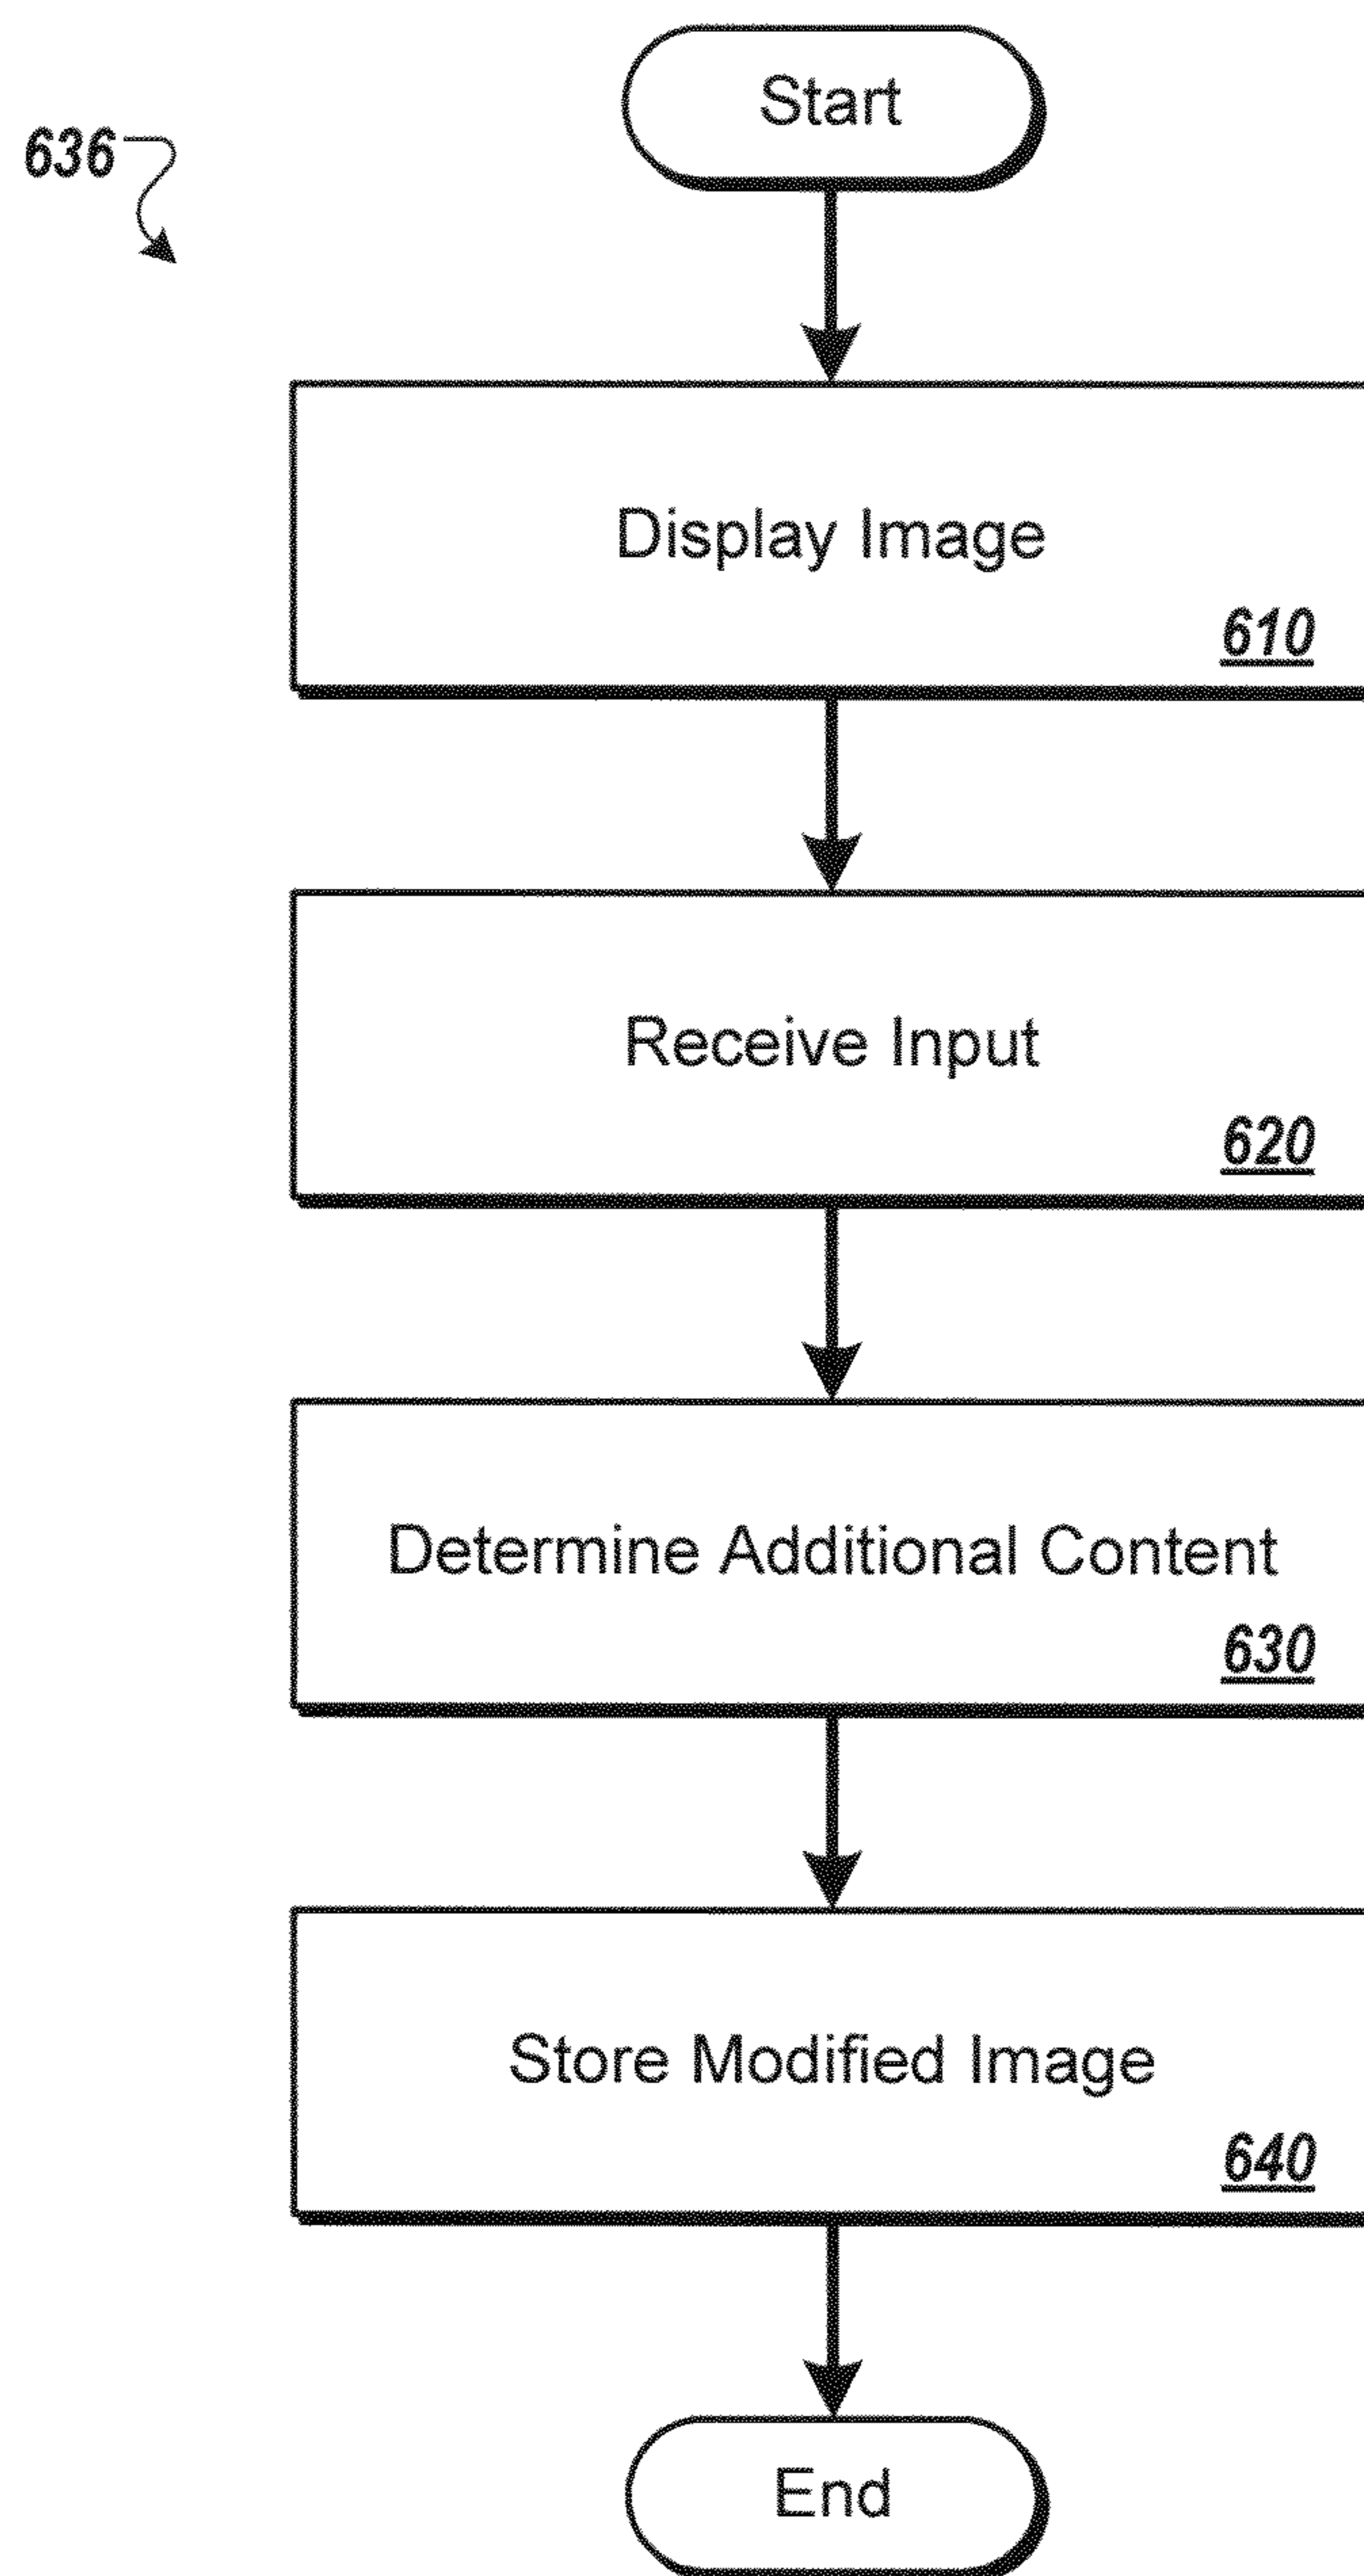 Start
636
Display Image
610
Receive Input
620
Determine Additional Content
630
Store Modified Image
640
End